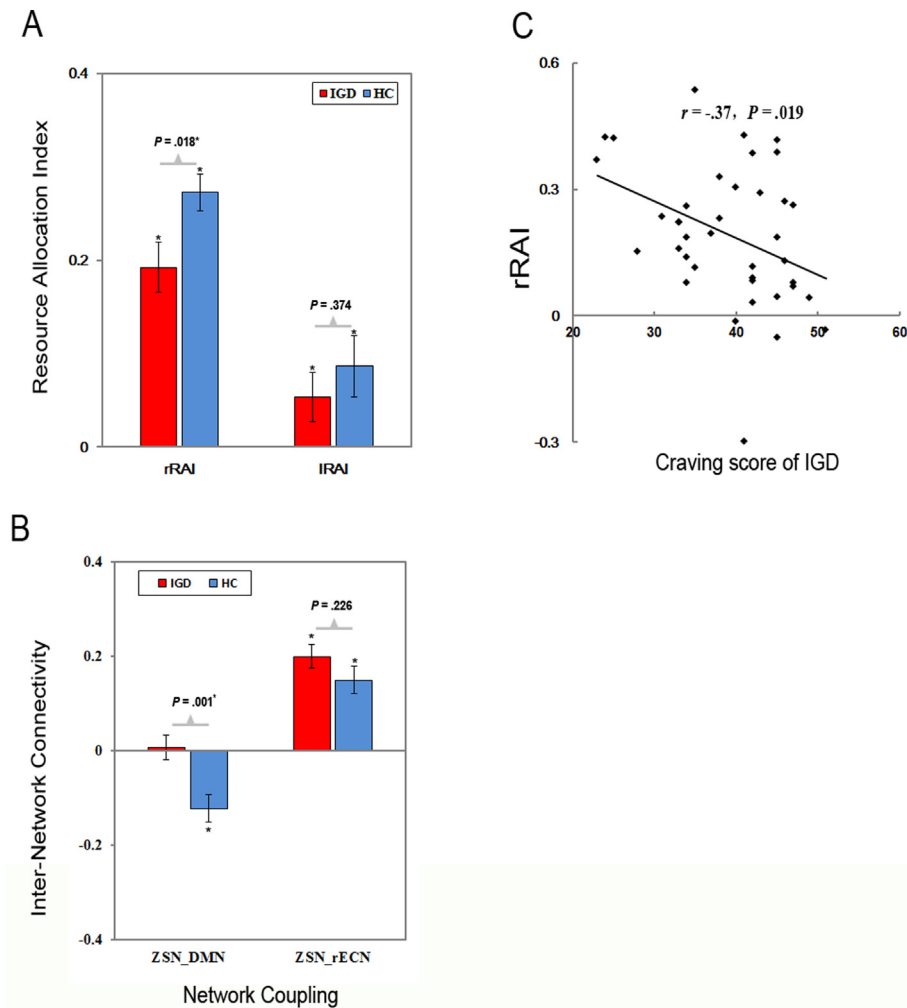 A
Resource Allocation Index
0.4
0.2
0
IGD HC
P = .018*
*
*
P = .374
*
*
rRAI lRAI
B
Inter-Network Connectivity
0.4
0.2
0
-0.2
-0.4
IGD HC
P = .226
*
*
P = .001*
*
ZSN_DMN ZSN_rECN
Network Coupling
C
rRAI
0.6
0.3
0
-0.3
r = -.37, P = .019
20 30 40 50 60
Craving score of IGD